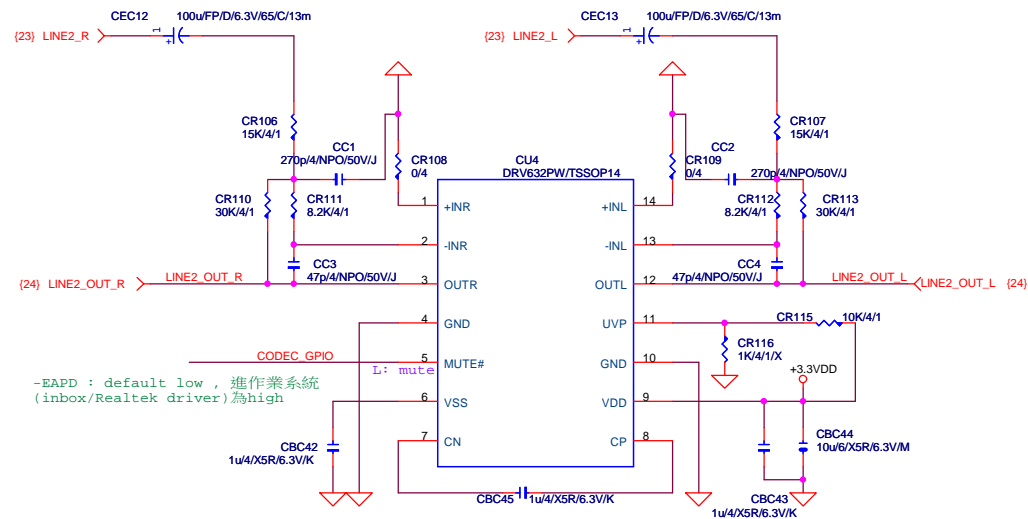 CEC12 100u/FP/D/6.3V/65/C/13m
{23} LINE2_R
1
+
CEC13 100u/FP/D/6.3V/65/C/13m
{23} LINE2_L
1
+
CR106
15K/4/1
CC1
270p/4/NPO/50V/J
CR108
0/4
CR110
30K/4/1
CR111
8.2K/4/1
CC3
47p/4/NPO/50V/J
{24} LINE2_OUT_R
LINE2_OUT_R
CU4
DRV632PW/TSSOP14
1 +INR
2 -INR
3 OUTR
4 GND
5 MUTE#
6 VSS
7 CN
+INL 14
-INL 13
OUTL 12
UVP 11
GND 10
VDD 9
CP 8
CR107
15K/4/1
CC2
270p/4/NPO/50V/J
CR109
0/4
CR112
8.2K/4/1
CR113
30K/4/1
CC4
47p/4/NPO/50V/J
LINE2_OUT_L
LINE2_OUT_L {24}
CODEC_GPIO
L: mute
-EAPD : default low , 進作業系統
(inbox/Realtek driver)為high
CR115 10K/4/1
CR116
1K/4/1/X
+3.3VDD
CBC42
1u/4/X5R/6.3V/K
CBC45 1u/4/X5R/6.3V/K
CBC44
10u/6/X5R/6.3V/M
CBC43
1u/4/X5R/6.3V/K